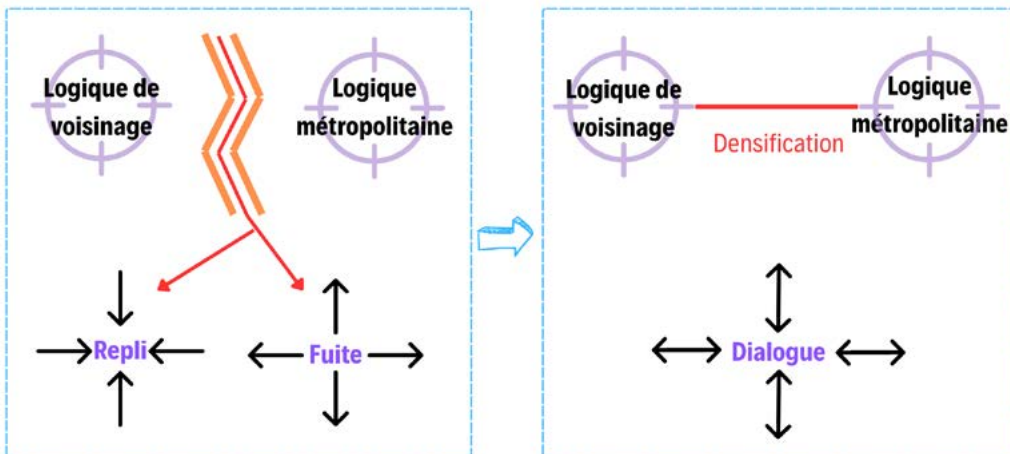 Logique de
voisinage
Logique
métropolitaine
Repli
Fuite
Logique de
voisinage
Densification
Logique
métropolitaine
Dialogue